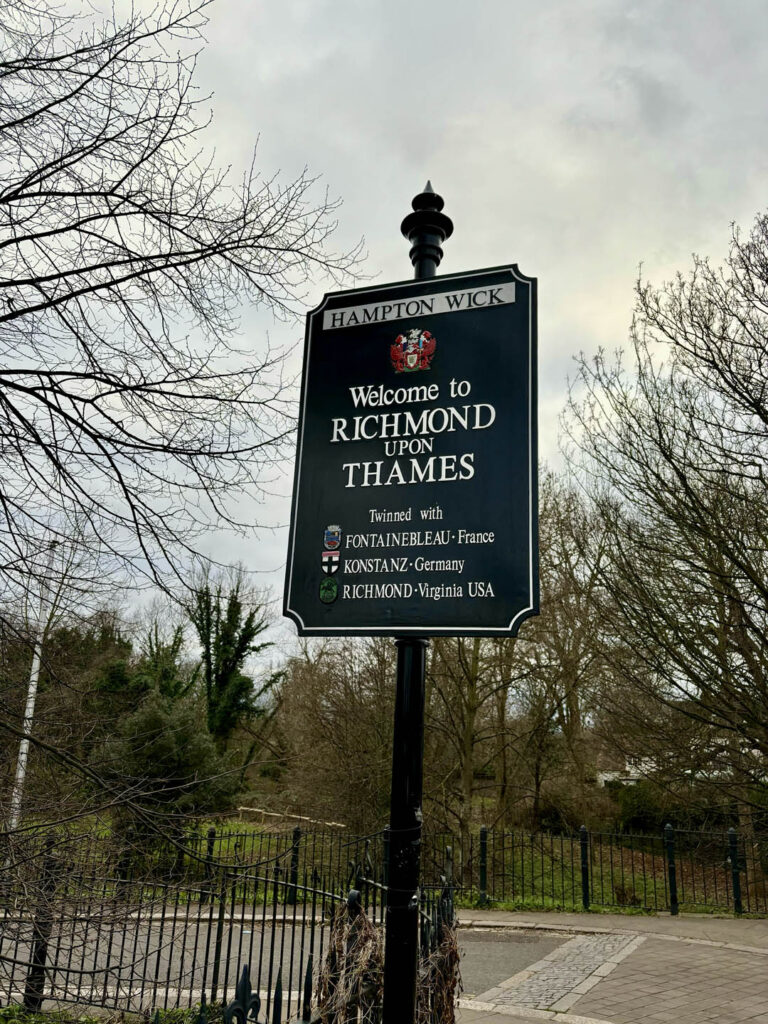 HAMPTON WICK
Welcome to
RICHMOND
UPON
THAMES
Twinned with
FONTAINEBLEAU·France
KONSTANZ·Germany
RICHMOND·Virginia USA